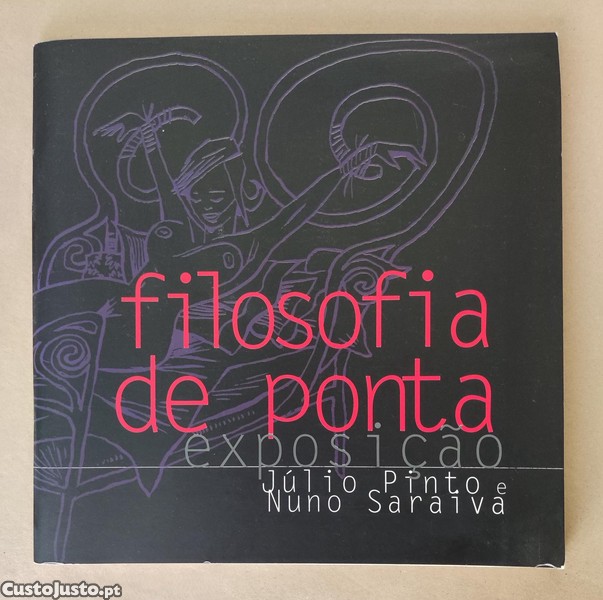 filosofia
de ponta
exposição
Júlio Pinto e
Nuno Saraiva
CustoJusto.pt